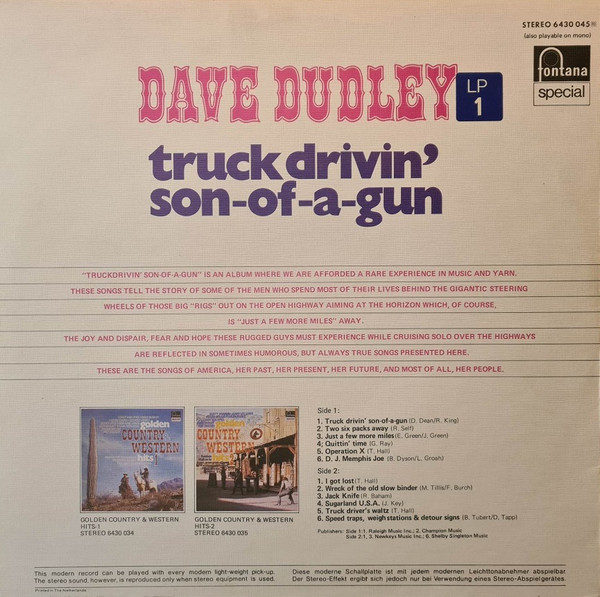 STEREO 6430 045
(also playable on mono)
fontana
special
DAVE DUDLEY
LP
1
truck drivin'
son-of-a-gun
"TRUCKDRIVIN' SON-OF-A-GUN" IS AN ALBUM WHERE WE ARE AFFORDED A RARE EXPERIENCE IN MUSIC AND YARN.
THESE SONGS TELL THE STORY OF SOME OF THE MEN WHO SPEND MOST OF THEIR LIVES BEHIND THE GIGANTIC STEERING
WHEELS OF THOSE BIG "RIGS" OUT ON THE OPEN HIGHWAY AIMING AT THE HORIZON WHICH, OF COURSE,
IS "JUST A FEW MORE MILES" AWAY.
THE JOY AND DISPAIR, FEAR AND HOPE THESE RUGGED GUYS MUST EXPERIENCE WHILE CRUISING SOLO OVER THE HIGHWAYS
ARE REFLECTED IN SOMETIMES HUMOROUS, BUT ALWAYS TRUE SONGS PRESENTED HERE.
THESE ARE THE SONGS OF AMERICA, HER PAST, HER PRESENT, HER FUTURE, AND MOST OF ALL, HER PEOPLE.
golden
COUNTRY
WESTERN
hits 1
golden
COUNTRY
WESTERN
GOLDEN COUNTRY & WESTERN
HITS-1
STEREO 6430 034
GOLDEN COUNTRY & WESTERN
HITS-2
STEREO 6430 035
Side 1:
1. Truck drivin' son-of-a-gun (D. Dean/R. King)
2. Two six packs away (R. Self)
3. Just a few more miles(E. Green/J. Green)
4; Quittin' time (G. Ray)
5. Operation X (T. Hall)
6. D. J. Memphis Joe (B. Dyson/L. Groah)
Side 2:
1. I got lost(T. Hall)
2. Wreck of the old slow binder (M. Tillis/F. Burch)
3. Jack Knife (R. Baham)
4. Sugarland U.S.A. (J. Key)
5. Truck driver's waltz (T. Hall)
6. Speed traps, weigh stations & detour signs (B. Tubert/D. Tapp)
Publishers: Side 1:1. Raleigh Music Inc.; 2. Champion Music
Side 2:1, 3. Newkeys Music Inc.; 6. Shelby Singleton Music
This modern record can be played with every modern light-weight pick-up.
The stereo sound, however, is reproduced only when stereo equipment is used.
Diese moderne Schallplatte ist mit jedem modernen Leichttonabnehmer abspielbar.
Der Stereo-Effekt ergibt sich jedoch nur bei Verwendung eines Stereo-Abspielgerätes.
Printed in The Netherlands